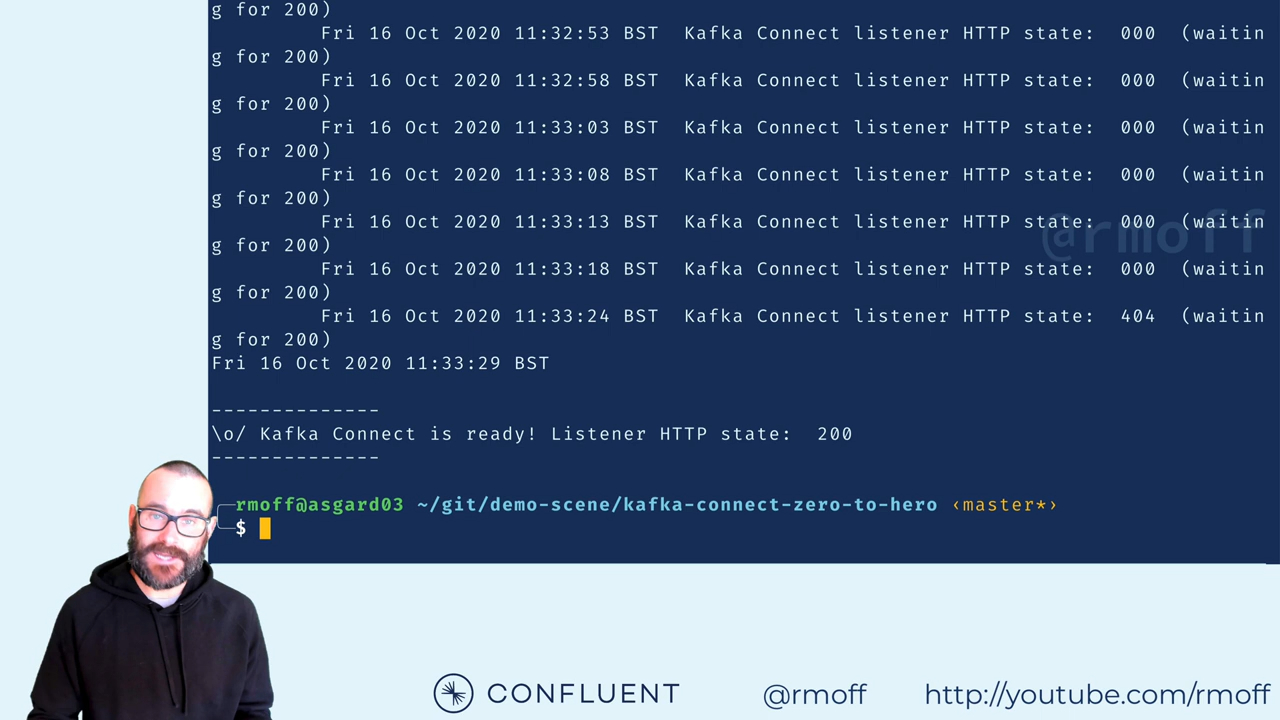 g for 200)
Fri 16 Oct 2020 11:32:53 BST Kafka Connect listener HTTP state: 000 (waitin
g for 200)
Fri 16 Oct 2020 11:32:58 BST Kafka Connect listener HTTP state: 000 (waitin
g for 200)
Fri 16 Oct 2020 11:33:03 BST Kafka Connect listener HTTP state: 000 (waitin
g for 200)
Fri 16 Oct 2020 11:33:08 BST Kafka Connect listener HTTP state: 000 (waitin
g for 200)
Fri 16 Oct 2020 11:33:13 BST Kafka Connect listener HTTP state: 000 (waitin
@rmoff
g for 200)
Fri 16 Oct 2020 11:33:18 BST Kafka Connect listener HTTP state: 000 (waitin
g for 200)
Fri 16 Oct 2020 11:33:24 BST Kafka Connect listener HTTP state: 404 (waitin
g for 200)
Fri 16 Oct 2020 11:33:29 BST
--------------
\o/ Kafka Connect is ready! Listener HTTP state: 200
--------------
rmoff@asgard03 ~/git/demo-scene/kafka-connect-zero-to-hero ‹master*›
$
CONFLUENT @rmoff http://youtube.com/rmoff